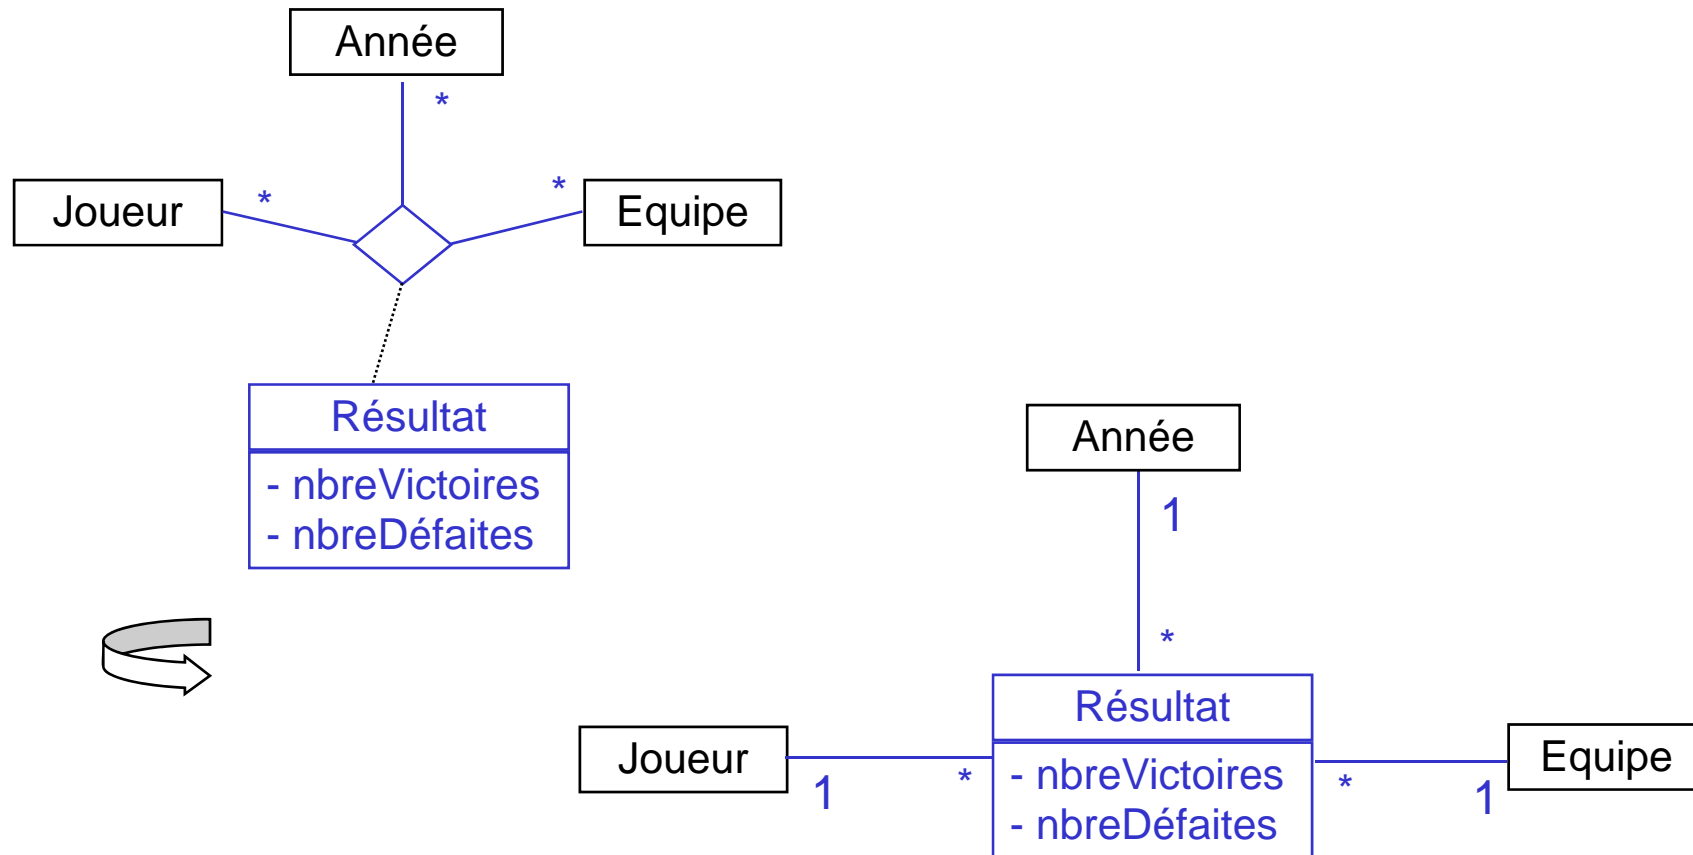 Année
*
Joueur
*
*
Equipe
Résultat
- nbreVictoires
- nbreDéfaites
Année
1
*
Résultat
Joueur
1
*
- nbreVictoires
- nbreDéfaites
*
1
Equipe